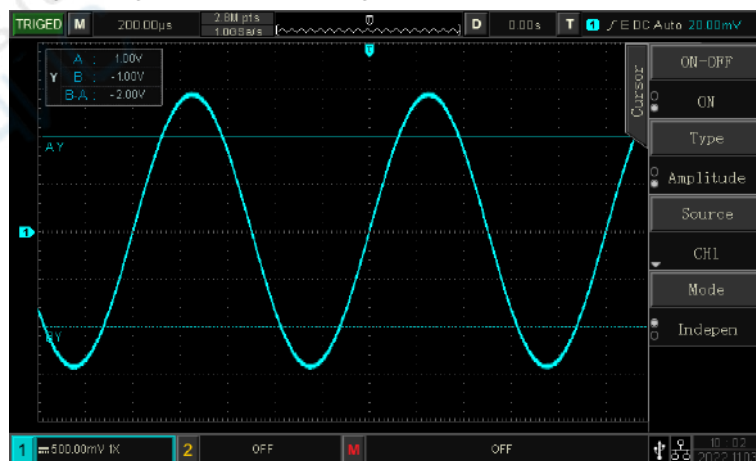 TRIGED M 200.00µs 2.8M pts D 0.00s T 1 E DC Auto 20.00mV
1.00GSa/s
A : 1.00V
Y B : -1.00V
B-A : -2.00V
Cursor
ON-OFF
ON
Type
Amplitude
Source
CH1
Mode
Indepen
AY
1
BY
1 500.00mV 1X 2 OFF M OFF
10:02